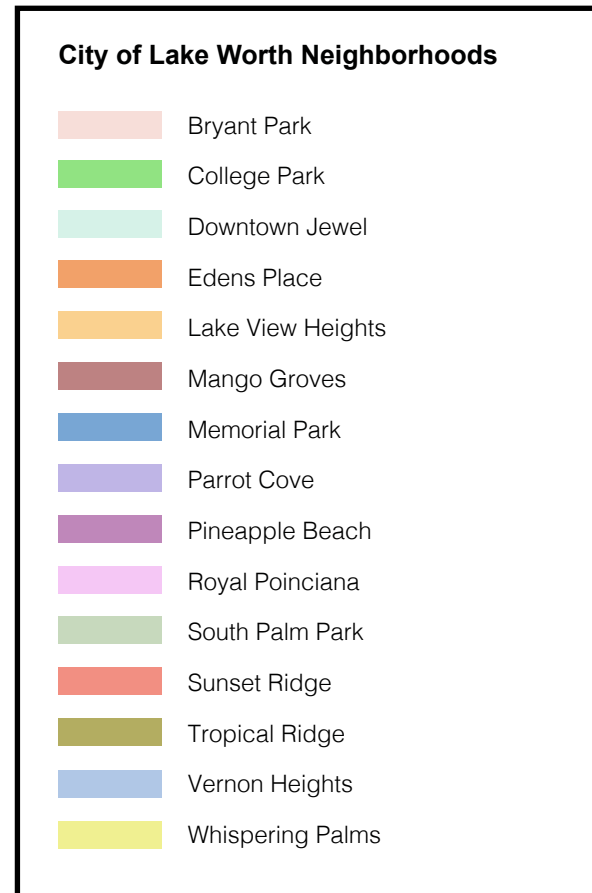 City of Lake Worth Neighborhoods
Bryant Park
College Park
Downtown Jewel
Edens Place
Lake View Heights
Mango Groves
Memorial Park
Parrot Cove
Pineapple Beach
Royal Poinciana
South Palm Park
Sunset Ridge
Tropical Ridge
Vernon Heights
Whispering Palms